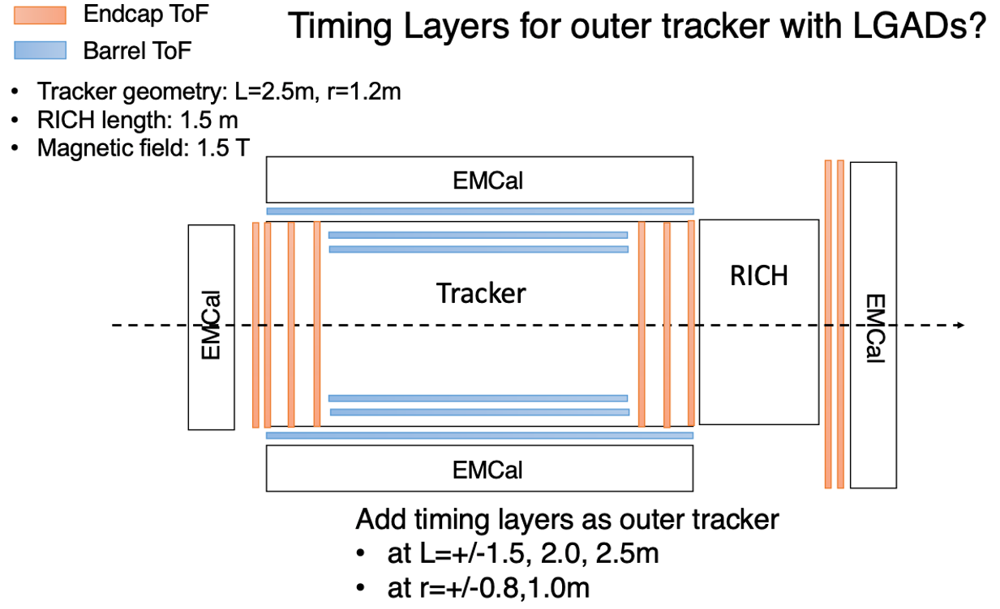 Endcap ToF
Timing Layers for outer tracker with LGADs?
Barrel ToF
• Tracker geometry: L=2.5m, r=1.2m
• RICH length: 1.5 m
• Magnetic field: 1.5 T
EMCal
EMCal
Tracker
RICH
EMCal
EMCal
Add timing layers as outer tracker
• at L=+/-1.5, 2.0, 2.5m
• at r=+/-0.8,1.0m